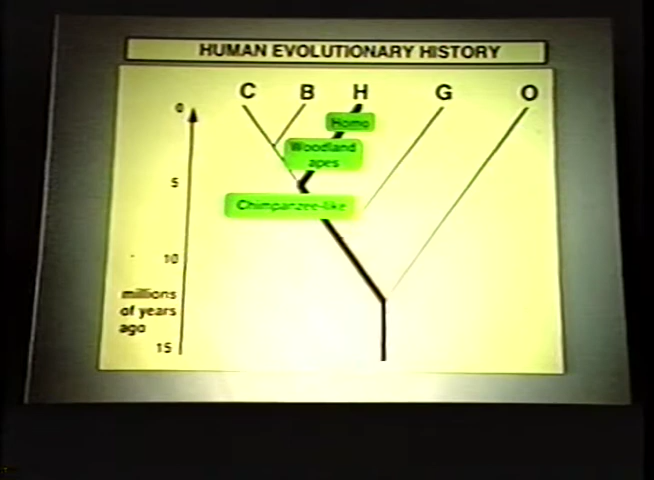 HUMAN EVOLUTIONARY HISTORY
C B H G O
0
Homo
Woodland
apes
5
Chimpanzee-like
10
millions
of years
ago
15